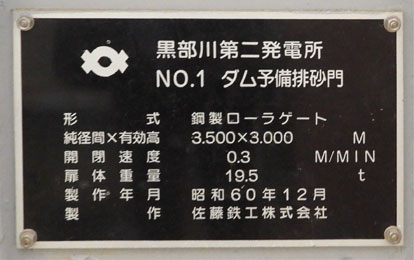 黒部川第二発電所
NO.1 ダム予備排砂門
形式 鋼製ローラゲート
純径間×有効高 3.500×3.000 M
開閉速度 0.3 M/MIN
扉体重量 19.5 t
製作年月 昭和60年12月
製作 佐藤鉄工株式会社